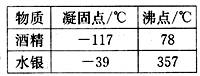 物质 凝固点/℃ 沸点/℃
酒精 －117 78
水银 －39 357